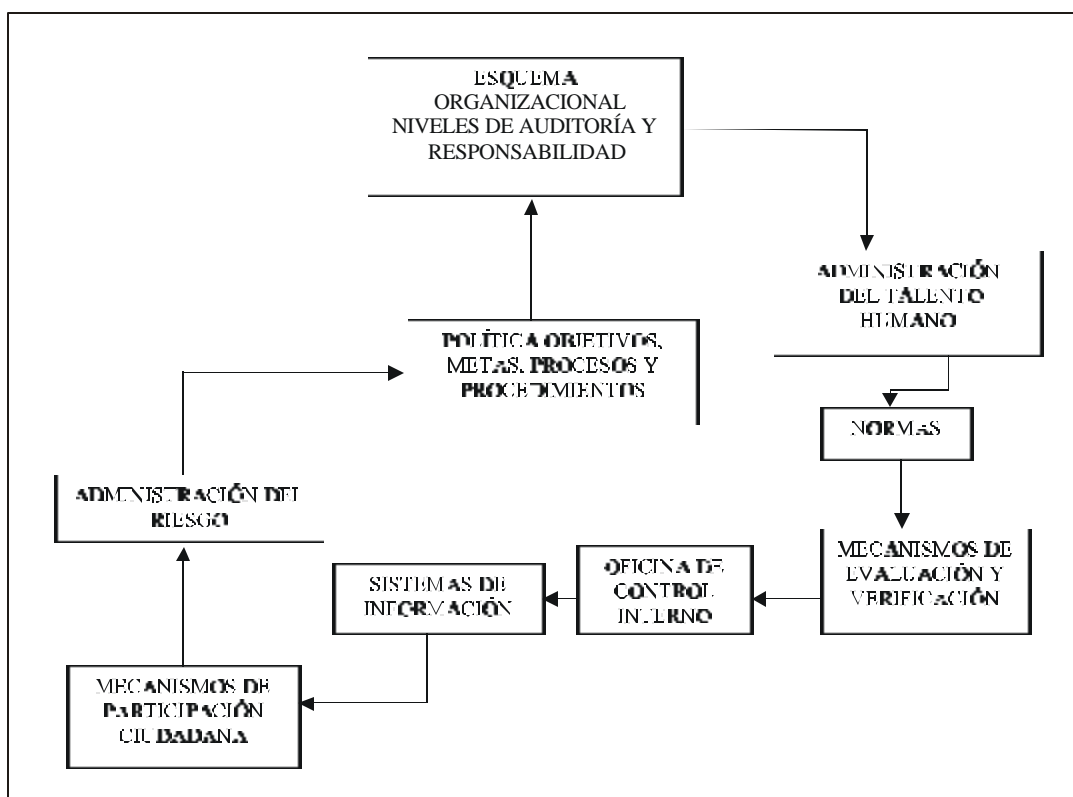 ESQUEMA
ORGANIZACIONAL
NIVELES DE AUDITORÍA Y
RESPONSABILIDAD
ADMINISTRACIÓN
DEL TALENTO
HUMANO
POLÍTICA OBJETIVOS,
METAS, PROCESOS Y
PROCEDIMIENTOS
NORMAS
ADMINISTRACIÓN DEL
RIESGO
MECANISMOS DE
EVALUACIÓN Y
VERIFICACIÓN
OFICINA DE
CONTROL
INTERNO
SISTEMAS DE
INFORMACIÓN
MECANISMOS DE
PARTICIPACIÓN
CIUDADANA